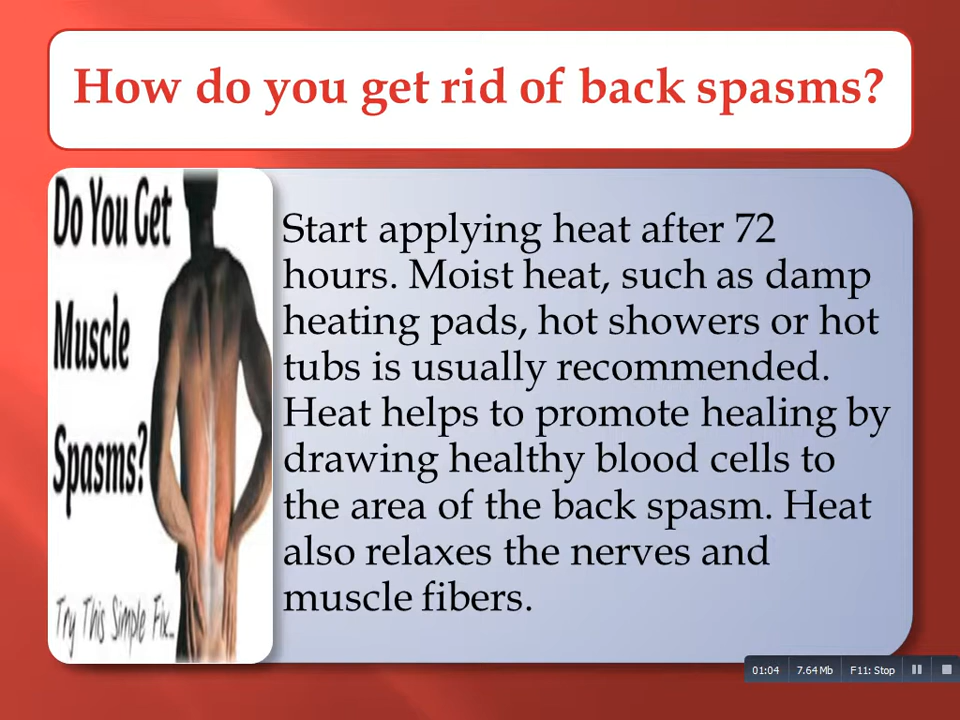 How do you get rid of back spasms?
Do You Get
Muscle
Spasms?
Try This Simple Fix...
Start applying heat after 72
hours. Moist heat, such as damp
heating pads, hot showers or hot
tubs is usually recommended.
Heat helps to promote healing by
drawing healthy blood cells to
the area of the back spasm. Heat
also relaxes the nerves and
muscle fibers.
01:04 7.64 Mb F11: Stop